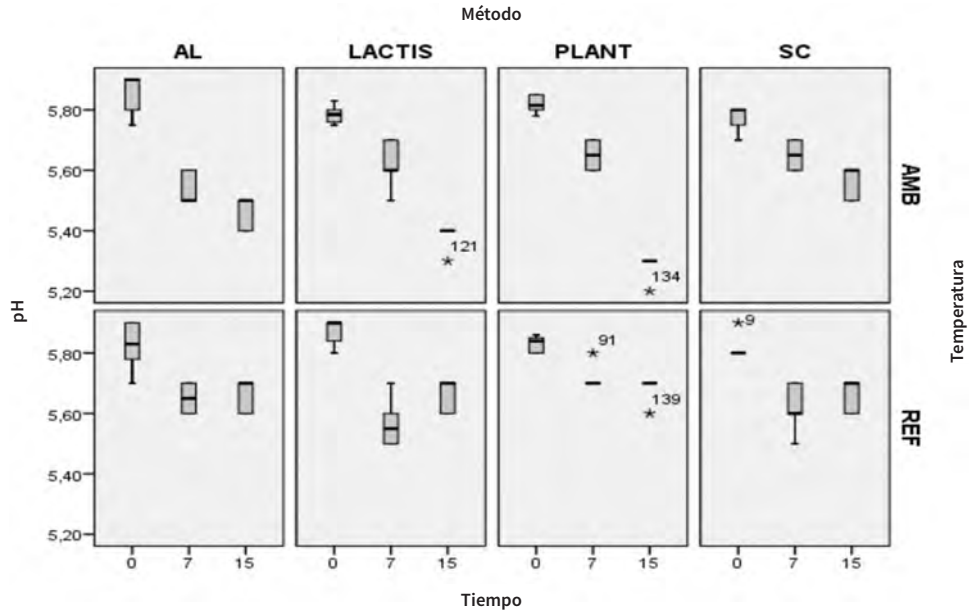 Método
AL LACTIS PLANT SC
5,80
5,60
5,40
5,20
121
134
AMB
pH
Temperatura
5,80
5,60
5,40
5,20
91
139
9
REF
0 7 15 0 7 15 0 7 15 0 7 15
Tiempo